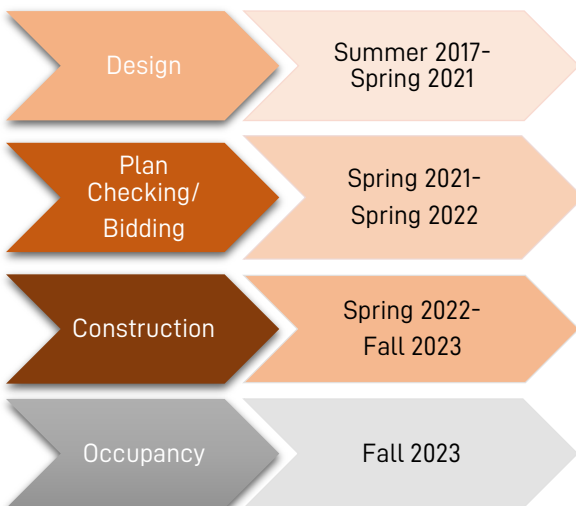 Design
Summer 2017-
Spring 2021
Plan
Checking/
Bidding
Spring 2021-
Spring 2022
Construction
Spring 2022-
Fall 2023
Occupancy
Fall 2023